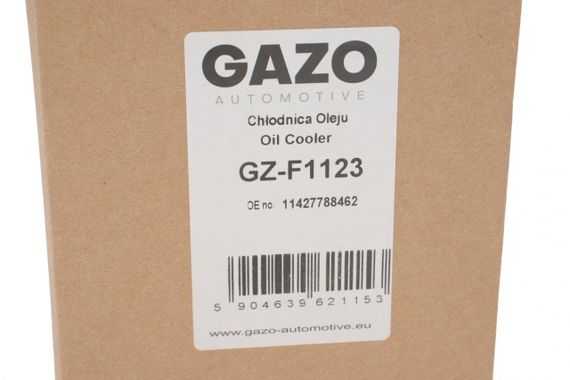 GAZO
AUTOMOTIVE
Chłodnica Oleju
Oil Cooler
GZ-F1123
OE no. 11427788462
5 904639 621153
www.gazo-automotive.eu